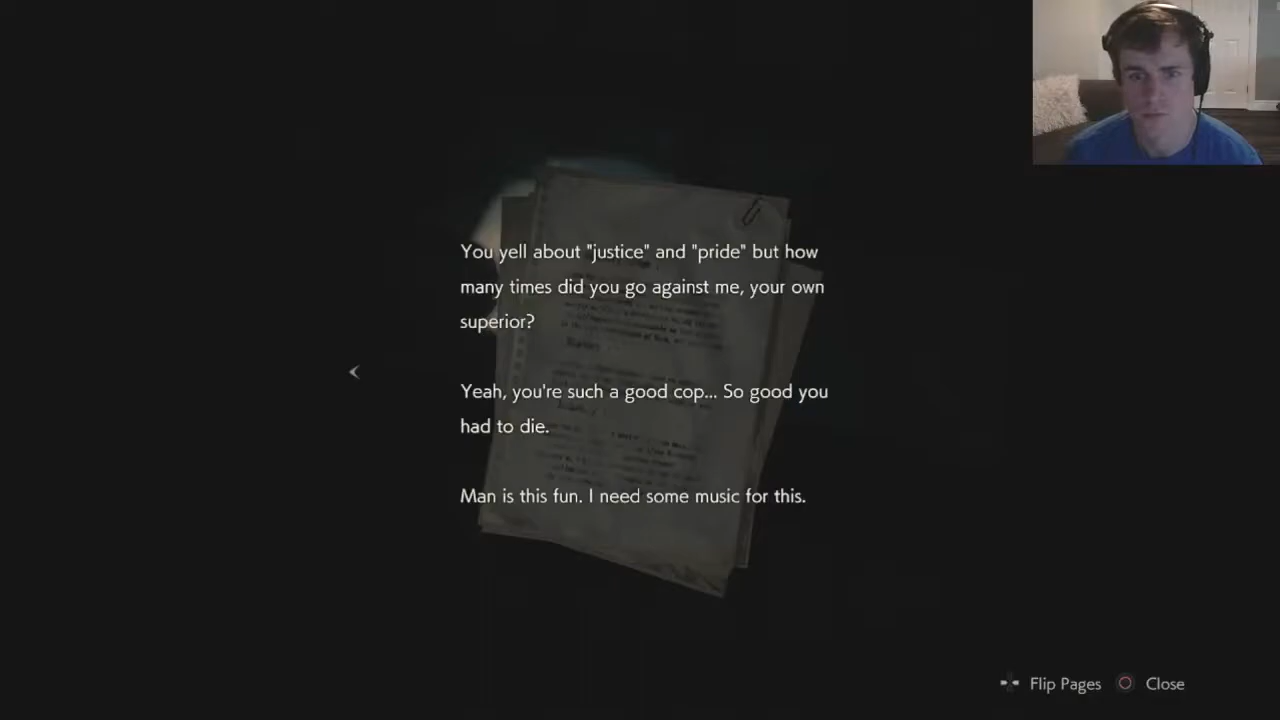 You yell about "justice" and "pride" but how
many times did you go against me, your own
superior?
Yeah, you're such a good cop... So good you
had to die.
Man is this fun. I need some music for this.
Flip Pages
Close